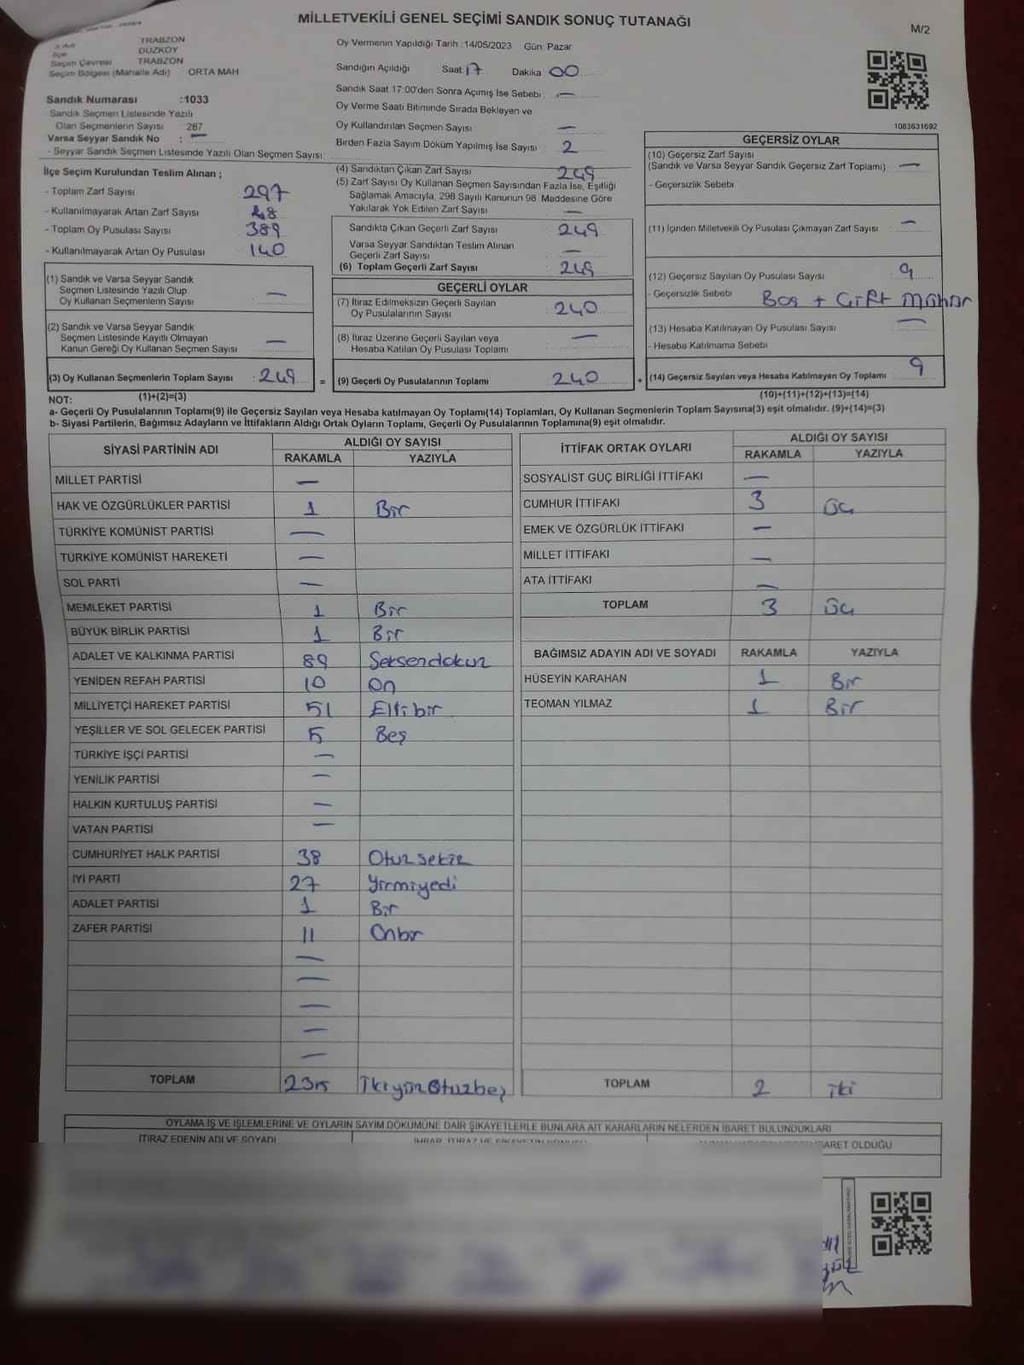 MİLLETVEKİLİ GENEL SEÇİMİ SANDIK SONUÇ TUTANAĞI
M/2
TRABZON
İlçe DÜZKÖY
Seçim Çevresi TRABZON
Seçim Bölgesi (Mahalle Adı) ORTA MAH
Sandık Numarası :1033
Sandık Seçmen Listesinde Yazılı
Olan Seçmenlerin Sayısı 287
Varsa Seyyar Sandık No : —
- Seyyar Sandık Seçmen Listesinde Yazılı Olan Seçmen Sayısı
Oy Vermenin Yapıldığı Tarih :14/05/2023 Gün: Pazar
Sandığın Açıldığı Saat 17 Dakika 00
Sandık Saat 17:00'den Sonra Açımış İse Sebebi : —
Oy Verme Saati Bitiminde Sırada Bekleyen ve
Oy Kullandırılan Seçmen Sayısı —
Birden Fazla Sayım Döküm Yapılmış İse Sayısı 2
1083631692
İlçe Seçim Kurulundan Teslim Alınan ;
- Toplam Zarf Sayısı 297
- Kullanılmayarak Artan Zarf Sayısı 48
- Toplam Oy Pusulası Sayısı 389
- Kullanılmayarak Artan Oy Pusulası 140
(1) Sandık ve Varsa Seyyar Sandık
Seçmen Listesinde Yazılı Olup
Oy Kullanan Seçmenlerin Sayısı —
(2) Sandık ve Varsa Seyyar Sandık
Seçmen Listesinde Kayıtlı Olmayan
Kanun Gereği Oy Kullanan Seçmen Sayısı —
(3) Oy Kullanan Seçmenlerin Toplam Sayısı : 249 =
(1)+(2)=(3)
(4) Sandıktan Çıkan Zarf Sayısı 249
(5) Zarf Sayısı Oy Kullanan Seçmen Sayısından Fazla İse, Eşitliği
Sağlamak Amacıyla, 298 Sayılı Kanunun 98. Maddesine Göre
Yakılarak Yok Edilen Zarf Sayısı —
Sandıkta Çıkan Geçerli Zarf Sayısı 249
Varsa Seyyar Sandıktan Teslim Alınan
Geçerli Zarf Sayısı —
(6) Toplam Geçerli Zarf Sayısı 249
GEÇERLİ OYLAR
(7) İtiraz Edilmeksizin Geçerli Sayılan
Oy Pusulalarının Sayısı 240
(8) İtiraz Üzerine Geçerli Sayılan veya
Hesaba Katılan Oy Pusulası Toplamı —
(9) Geçerli Oy Pusulalarının Toplamı 240 +
GEÇERSİZ OYLAR
(10) Geçersiz Zarf Sayısı
(Sandık ve Varsa Seyyar Sandık Geçersiz Zarf Toplamı) —
- Geçersizlik Sebebi
(11) İçinden Milletvekili Oy Pusulası Çıkmayan Zarf Sayısı —
(12) Geçersiz Sayılan Oy Pusulası Sayısı 9
- Geçersizlik Sebebi Boş + Çift Mühür
(13) Hesaba Katılmayan Oy Pusulası Sayısı —
- Hesaba Katılmama Sebebi
(14) Geçersiz Sayılan veya Hesaba Katılmayan Oy Toplamı 9
(10)+(11)+(12)+(13)=(14)
NOT:
a- Geçerli Oy Pusulalarının Toplamı(9) ile Geçersiz Sayılan veya Hesaba katılmayan Oy Toplamı(14) Toplamları, Oy Kullanan Seçmenlerin Toplam Sayısına(3) eşit olmalıdır. (9)+(14)=(3)
b- Siyasi Partilerin, Bağımsız Adayların ve İttifakların Aldığı Ortak Oyların Toplamı, Geçerli Oy Pusulalarının Toplamına(9) eşit olmalıdır.
SİYASİ PARTİNİN ADI ALDIĞI OY SAYISI
RAKAMLA YAZIYLA
MİLLET PARTİSİ —
HAK VE ÖZGÜRLÜKLER PARTİSİ 1 Bir
TÜRKİYE KOMÜNİST PARTİSİ —
TÜRKİYE KOMÜNİST HAREKETİ —
SOL PARTİ —
MEMLEKET PARTİSİ 1 Bir
BÜYÜK BİRLİK PARTİSİ 1 Bir
ADALET VE KALKINMA PARTİSİ 89 Seksendokuz
YENİDEN REFAH PARTİSİ 10 On
MİLLİYETÇİ HAREKET PARTİSİ 51 Ellibir
YEŞİLLER VE SOL GELECEK PARTİSİ 5 Beş
TÜRKİYE İŞÇİ PARTİSİ —
YENİLİK PARTİSİ —
HALKIN KURTULUŞ PARTİSİ —
VATAN PARTİSİ —
CUMHURİYET HALK PARTİSİ 38 Otuzsekiz
İYİ PARTİ 27 Yirmiyedi
ADALET PARTİSİ 1 Bir
ZAFER PARTİSİ 11 Onbir
—
—
—
—
—
TOPLAM 235 İkiyüzOtuzbeş
İTTİFAK ORTAK OYLARI ALDIĞI OY SAYISI
RAKAMLA YAZIYLA
SOSYALİST GÜÇ BİRLİĞİ İTTİFAKI —
CUMHUR İTTİFAKI 3 Üç
EMEK VE ÖZGÜRLÜK İTTİFAKI —
MİLLET İTTİFAKI —
ATA İTTİFAKI —
TOPLAM 3 Üç
BAĞIMSIZ ADAYIN ADI VE SOYADI RAKAMLA YAZIYLA
HÜSEYİN KARAHAN 1 Bir
TEOMAN YILMAZ 1 Bir
TOPLAM 2 iki
OYLAMA İŞ VE İŞLEMLERİNE VE OYLARIN SAYIM DÖKÜMÜNE DAİR ŞİKAYETLERLE BUNLARA AİT KARARLARIN NELERDEN İBARET BULUNDUKLARI
İTİRAZ EDENİN ADI VE SOYADI
İBARET OLDUĞU